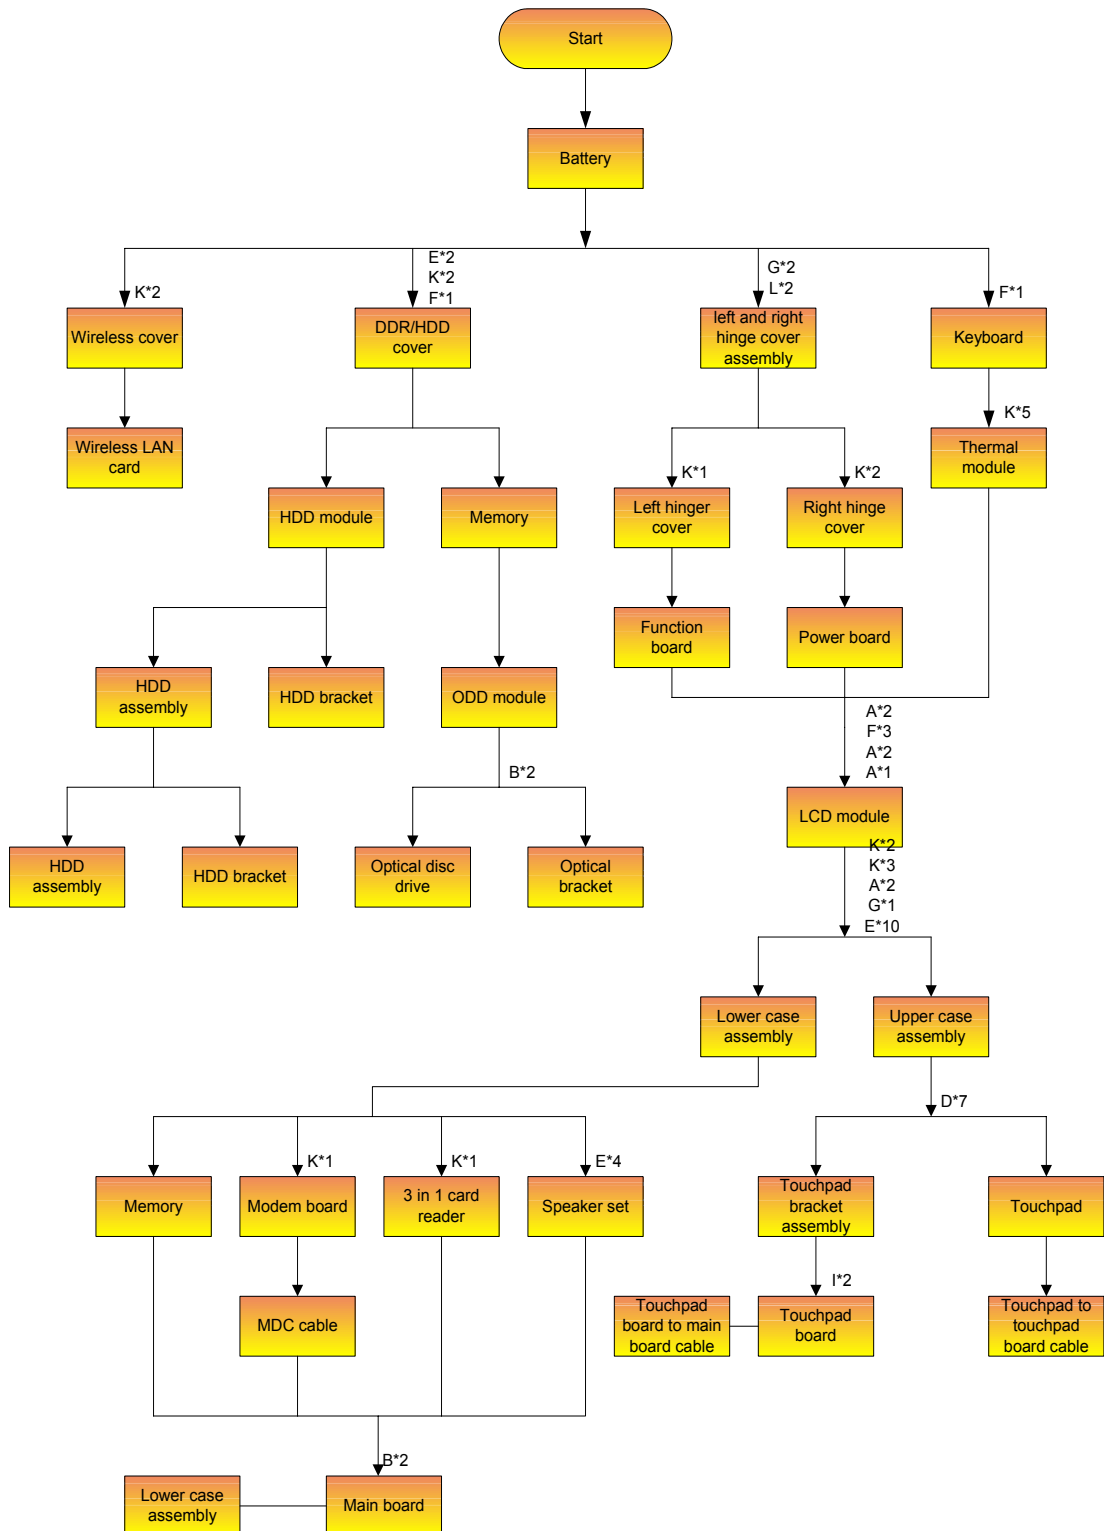 Start
Battery
K*2
E*2
K*2
F*1
G*2
L*2
F*1
Wireless cover
DDR/HDD
cover
left and right
hinge cover
assembly
Keyboard
K*5
Wireless LAN
card
Thermal
module
K*1
K*2
HDD module
Memory
Left hinger
cover
Right hinge
cover
Function
board
Power board
HDD
assembly
HDD bracket
ODD module
A*2
F*3
A*2
A*1
B*2
LCD module
HDD
assembly
HDD bracket
Optical disc
drive
Optical
bracket
K*2
K*3
A*2
G*1
E*10
Lower case
assembly
Upper case
assembly
D*7
K*1
K*1
E*4
Memory
Modem board
3 in 1 card
reader
Speaker set
Touchpad
bracket
assembly
Touchpad
I*2
MDC cable
Touchpad
board to main
board cable
Touchpad
board
Touchpad to
touchpad
board cable
B*2
Lower case
assembly
Main board